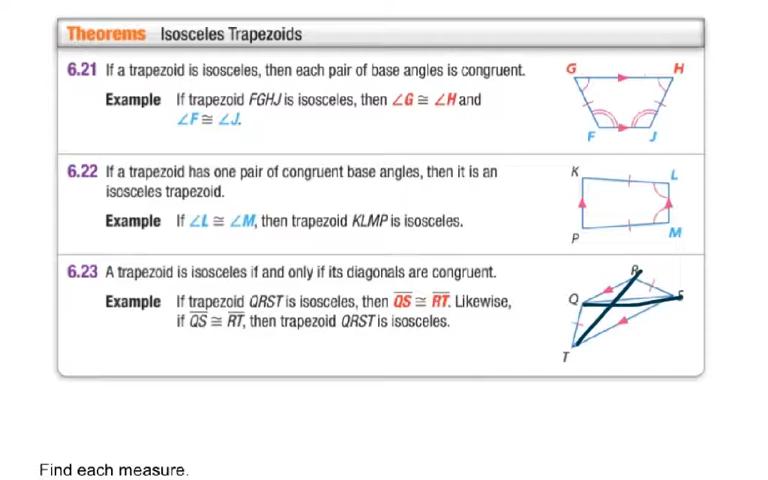 Theorems Isosceles Trapezoids
6.21 If a trapezoid is isosceles, then each pair of base angles is congruent.
Example If trapezoid FGHJ is isosceles, then ∠G ≅ ∠H and
∠F ≅ ∠J.
G H
F J
6.22 If a trapezoid has one pair of congruent base angles, then it is an
isosceles trapezoid.
Example If ∠L ≅ ∠M, then trapezoid KLMP is isosceles.
K L
P M
6.23 A trapezoid is isosceles if and only if its diagonals are congruent.
Example If trapezoid QRST is isosceles, then Q̅S̅ ≅ R̅T̅. Likewise,
if Q̅S̅ ≅ R̅T̅, then trapezoid QRST is isosceles.
R
Q S
T
Find each measure.